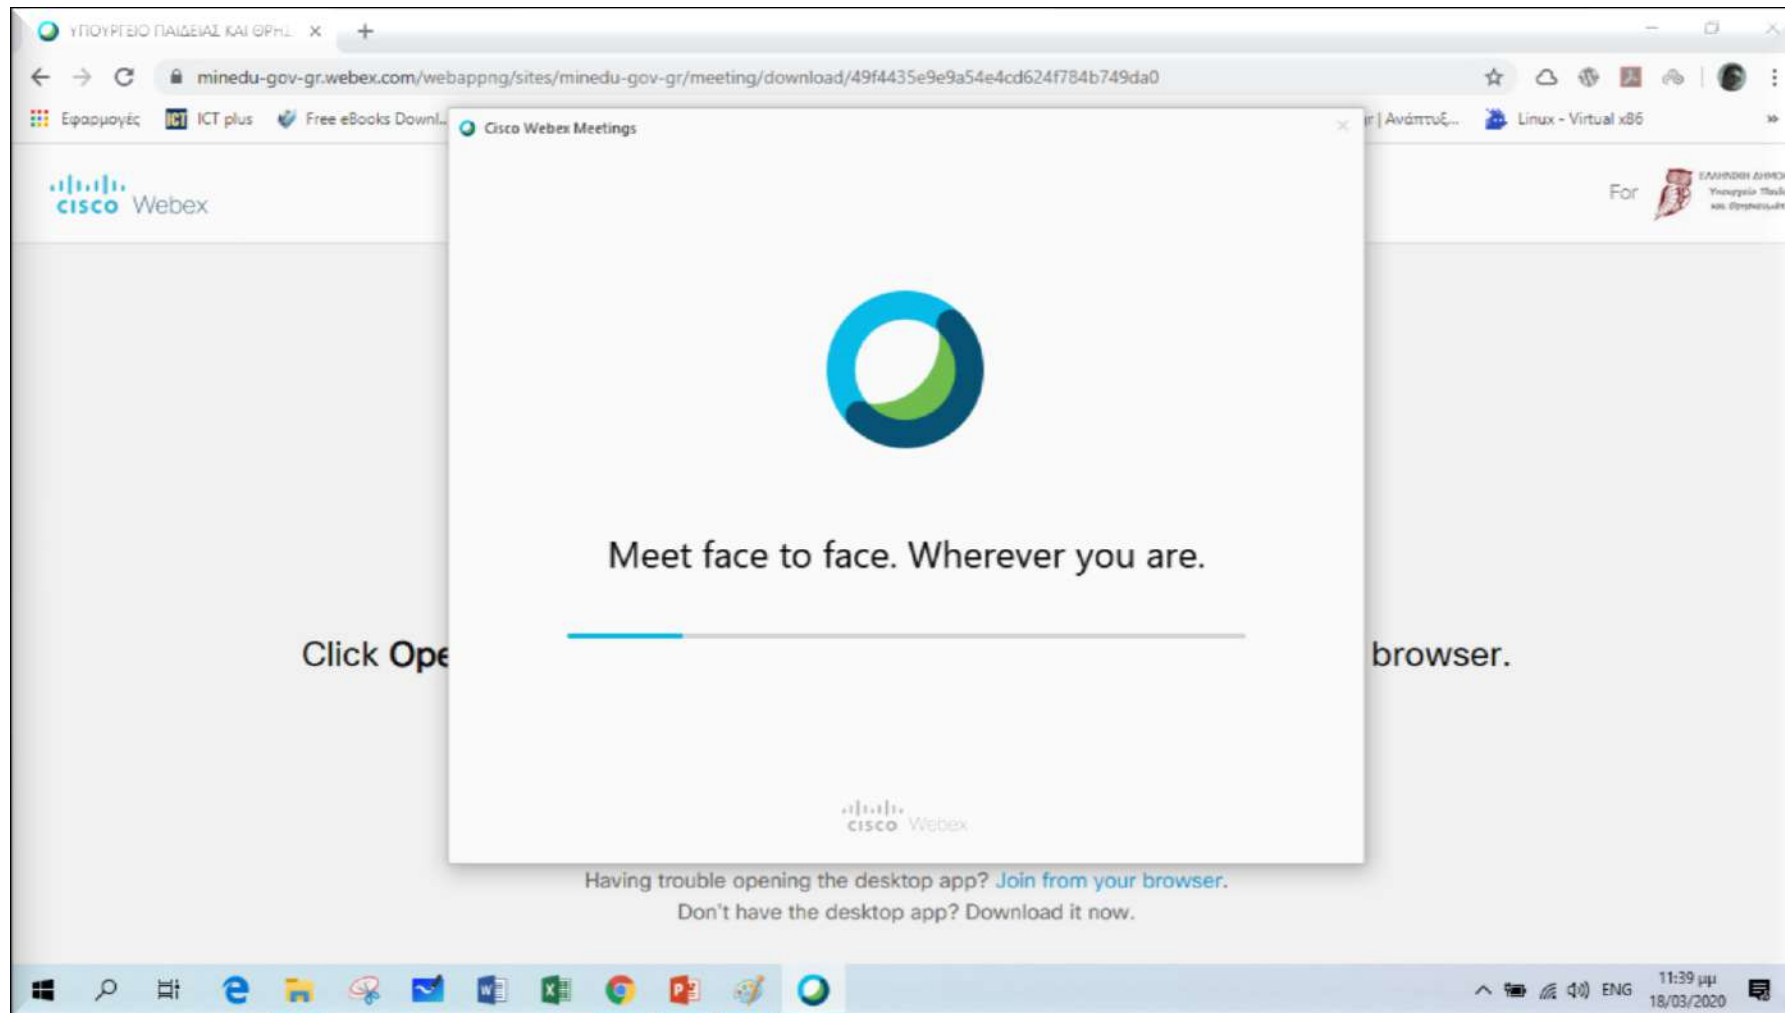 ΥΠΟΥΡΓΕΙΟ ΠΑΙΔΕΙΑΣ ΚΑΙ ΘΡΗΣ
minedu-gov-gr.webex.com/webappng/sites/minedu-gov-gr/meeting/download/49f4435e9e9a54e4cd624f784b749da0
Εφαρμογές ICT ICT plus Free eBooks Downl... r | Ανάπτυξ... Linux - Virtual x86
Cisco Webex Meetings
CISCO Webex
For
Meet face to face. Wherever you are.
Click Ope browser.
CISCO Webex
Having trouble opening the desktop app? Join from your browser.
Don't have the desktop app? Download it now.
ENG
11:39 μμ
18/03/2020